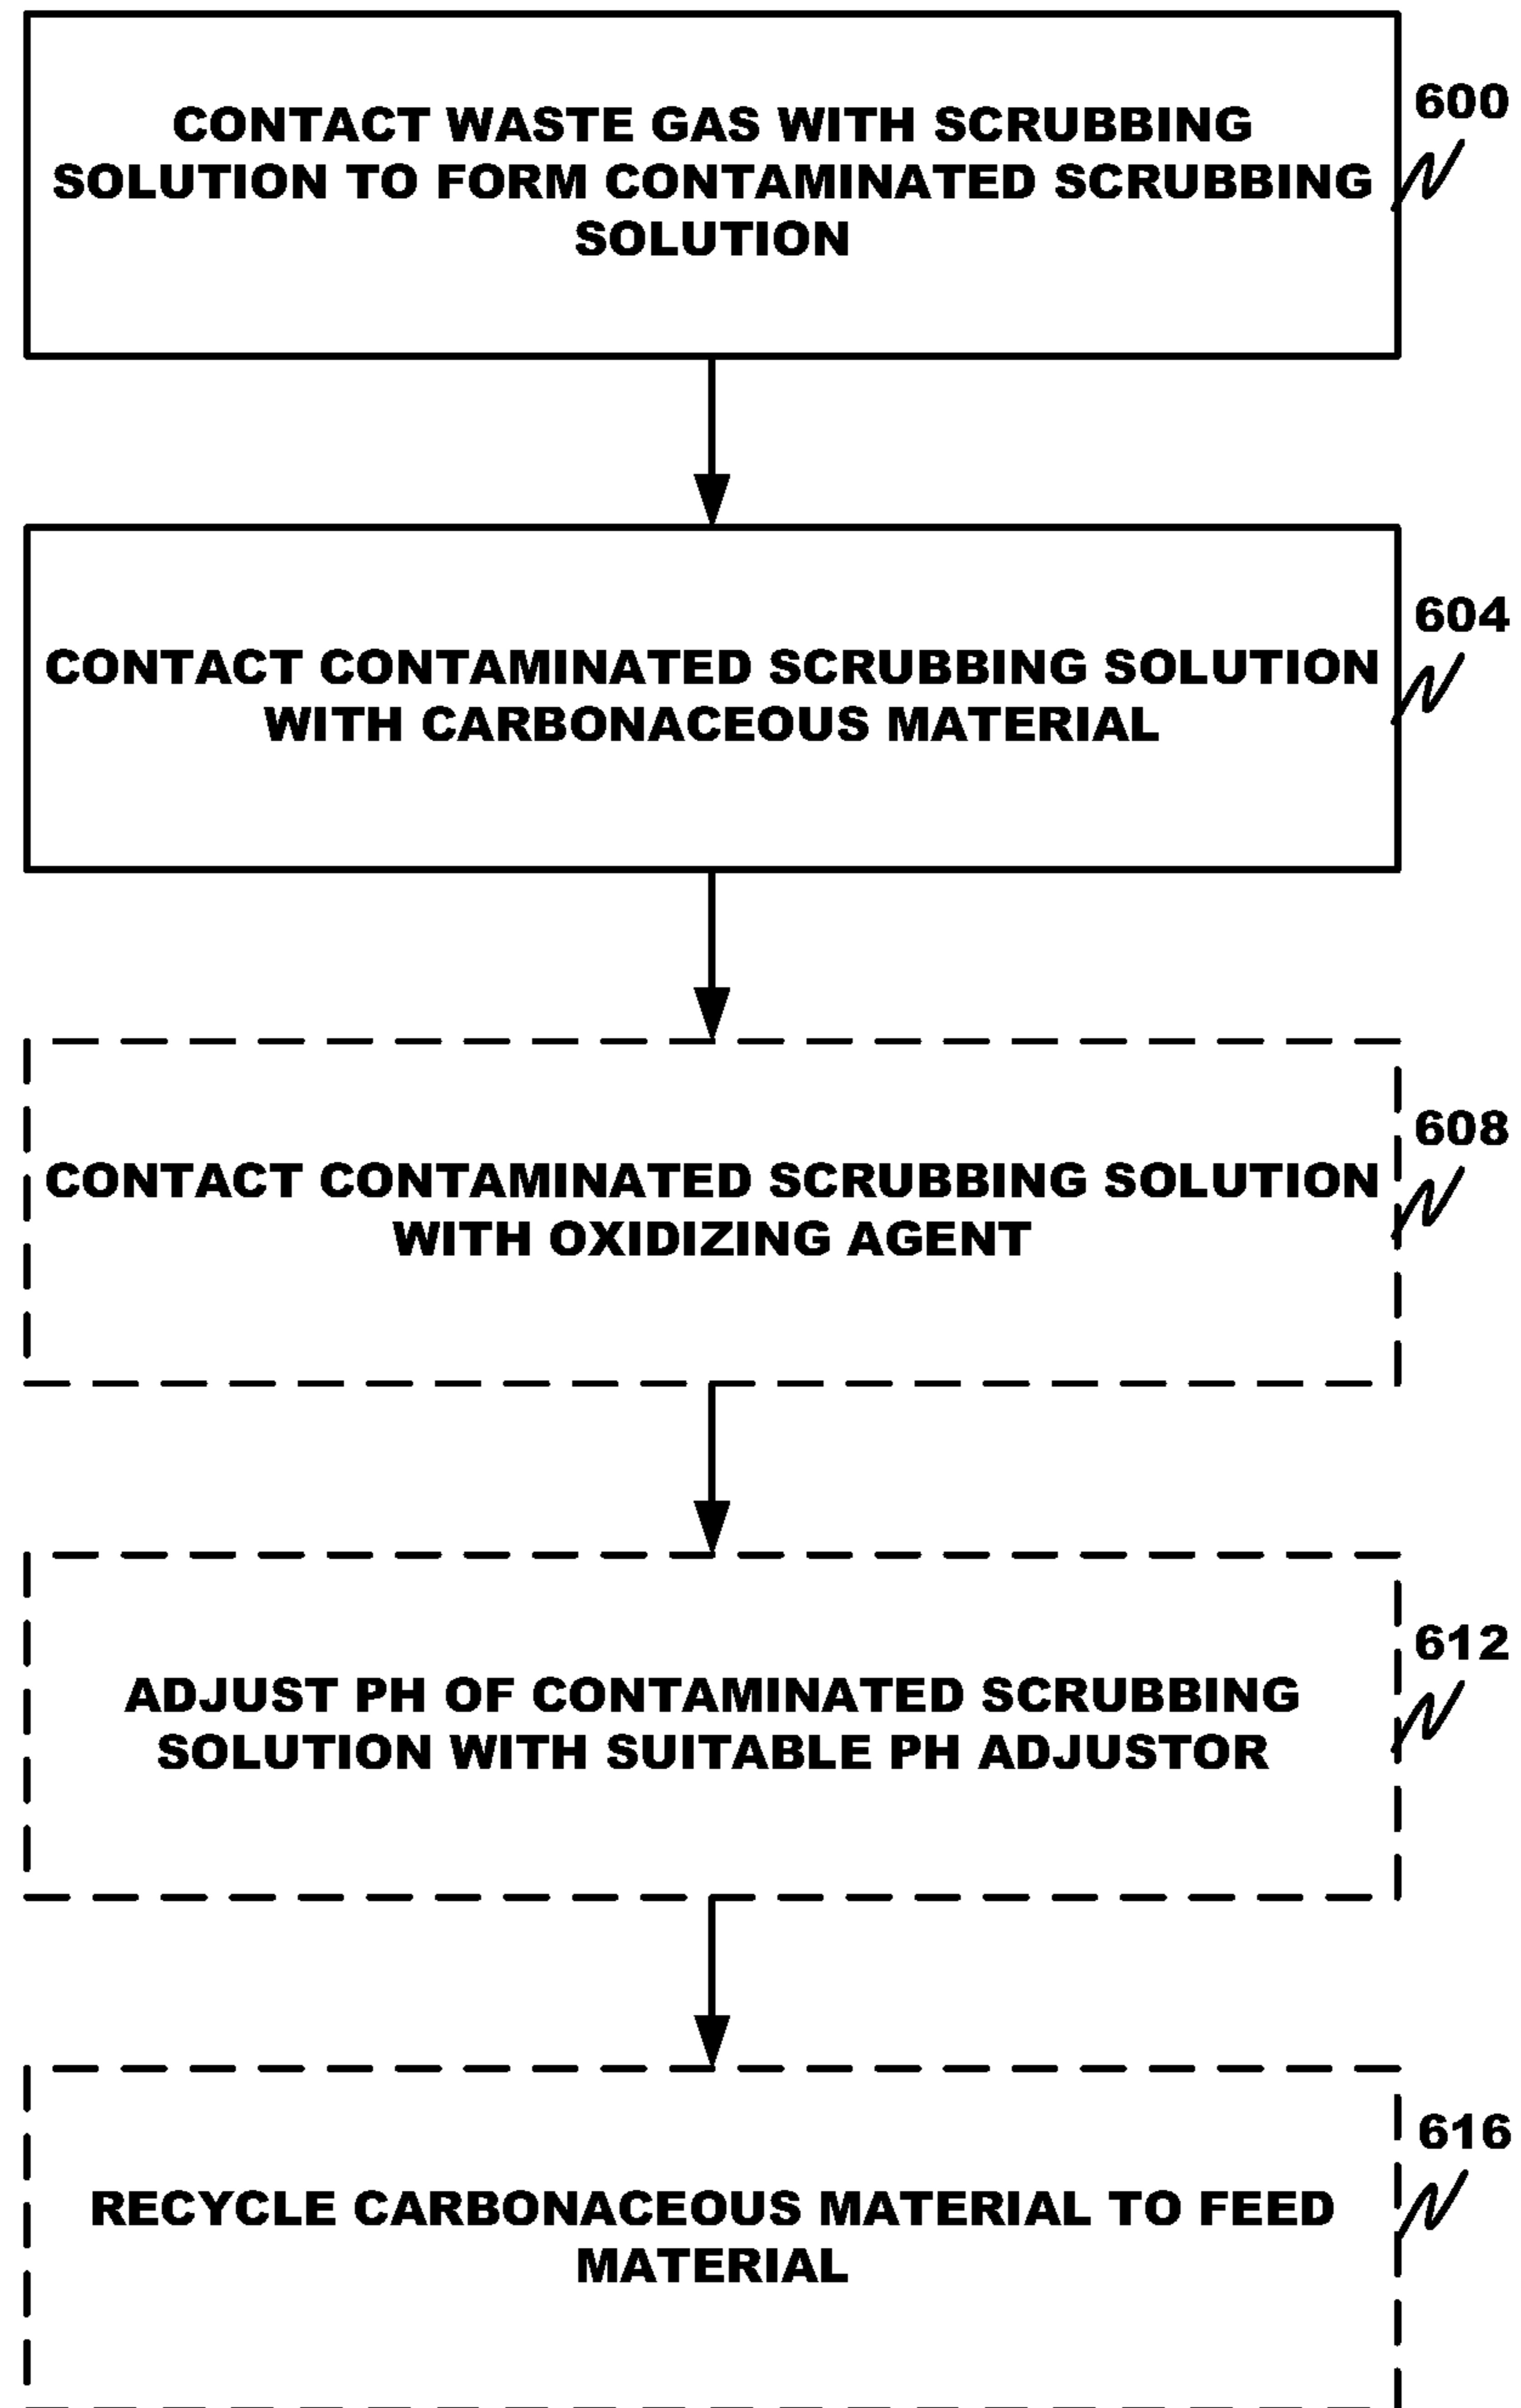 CONTACT WASTE GAS WITH SCRUBBING
SOLUTION TO FORM CONTAMINATED SCRUBBING
SOLUTION
600
CONTACT CONTAMINATED SCRUBBING SOLUTION
WITH CARBONACEOUS MATERIAL
604
CONTACT CONTAMINATED SCRUBBING SOLUTION
WITH OXIDIZING AGENT
608
ADJUST PH OF CONTAMINATED SCRUBBING
SOLUTION WITH SUITABLE PH ADJUSTOR
612
RECYCLE CARBONACEOUS MATERIAL TO FEED
MATERIAL
616